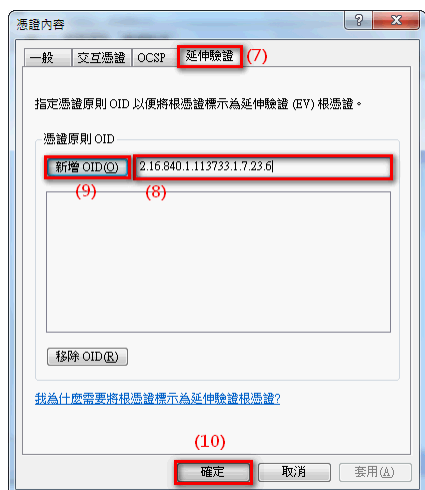 憑證內容
一般 交互憑證 OCSP 延伸驗證 (7)
指定憑證原則 OID 以便將根憑證標示為延伸驗證 (EV) 根憑證。
憑證原則 OID
新增 OID(O) 2.16.840.1.113733.1.7.23.6
(9) (8)
移除 OID(R)
我為什麼需要將根憑證標示為延伸驗證根憑證?
(10)
確定 取消 套用(A)